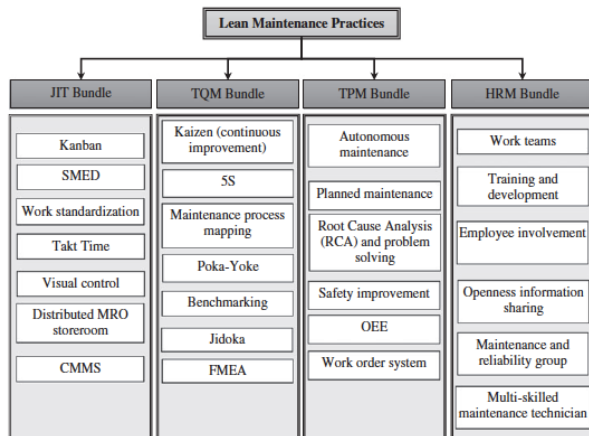 Lean Maintenance Practices
JIT Bundle
TQM Bundle
TPM Bundle
HRM Bundle
Kanban
SMED
Work standardization
Takt Time
Visual control
Distributed MRO
storeroom
CMMS
Kaizen (continuous
improvement)
5S
Maintenance process
mapping
Poka-Yoke
Benchmarking
Jidoka
FMEA
Autonomous
maintenance
Planned maintenance
Root Cause Analysis
(RCA) and problem
solving
Safety improvement
OEE
Work order system
Work teams
Training and
development
Employee involvement
Openness information
sharing
Maintenance and
reliability group
Multi-skilled
maintenance technician